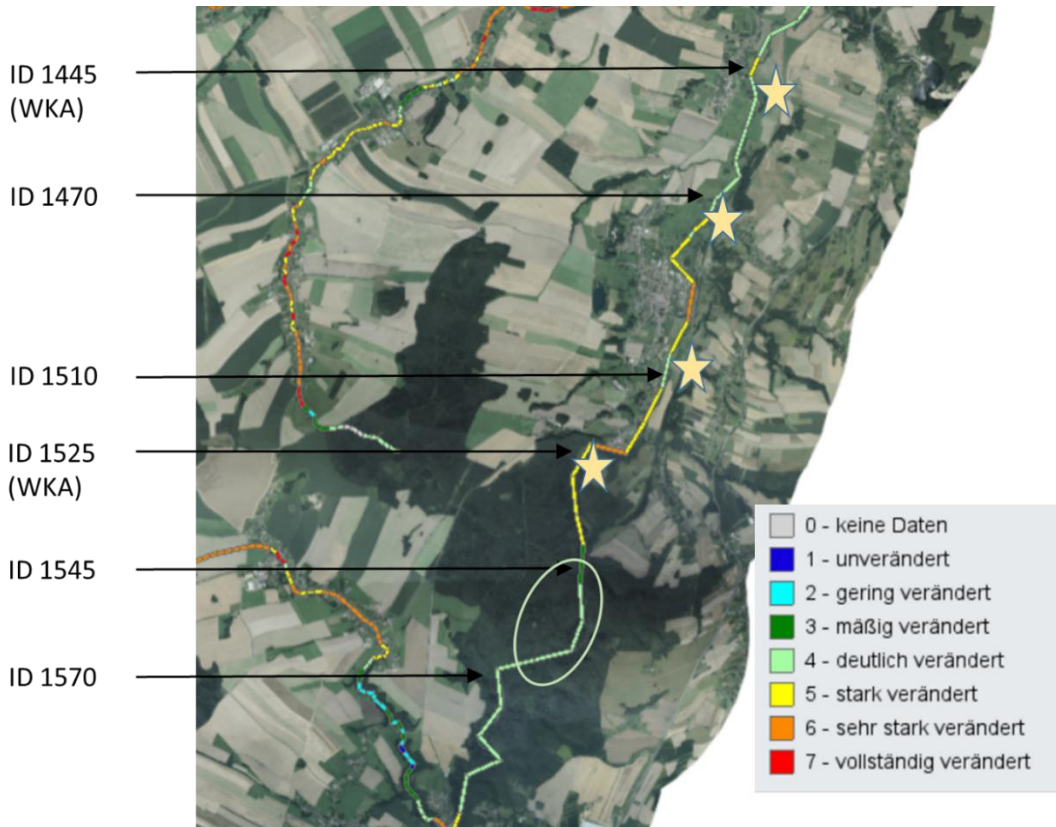 ID 1445
(WKA)
ID 1470
ID 1510
ID 1525
(WKA)
ID 1545
ID 1570
0 - keine Daten
1 - unverändert
2 - gering verändert
3 - mäßig verändert
4 - deutlich verändert
5 - stark verändert
6 - sehr stark verändert
7 - vollständig verändert